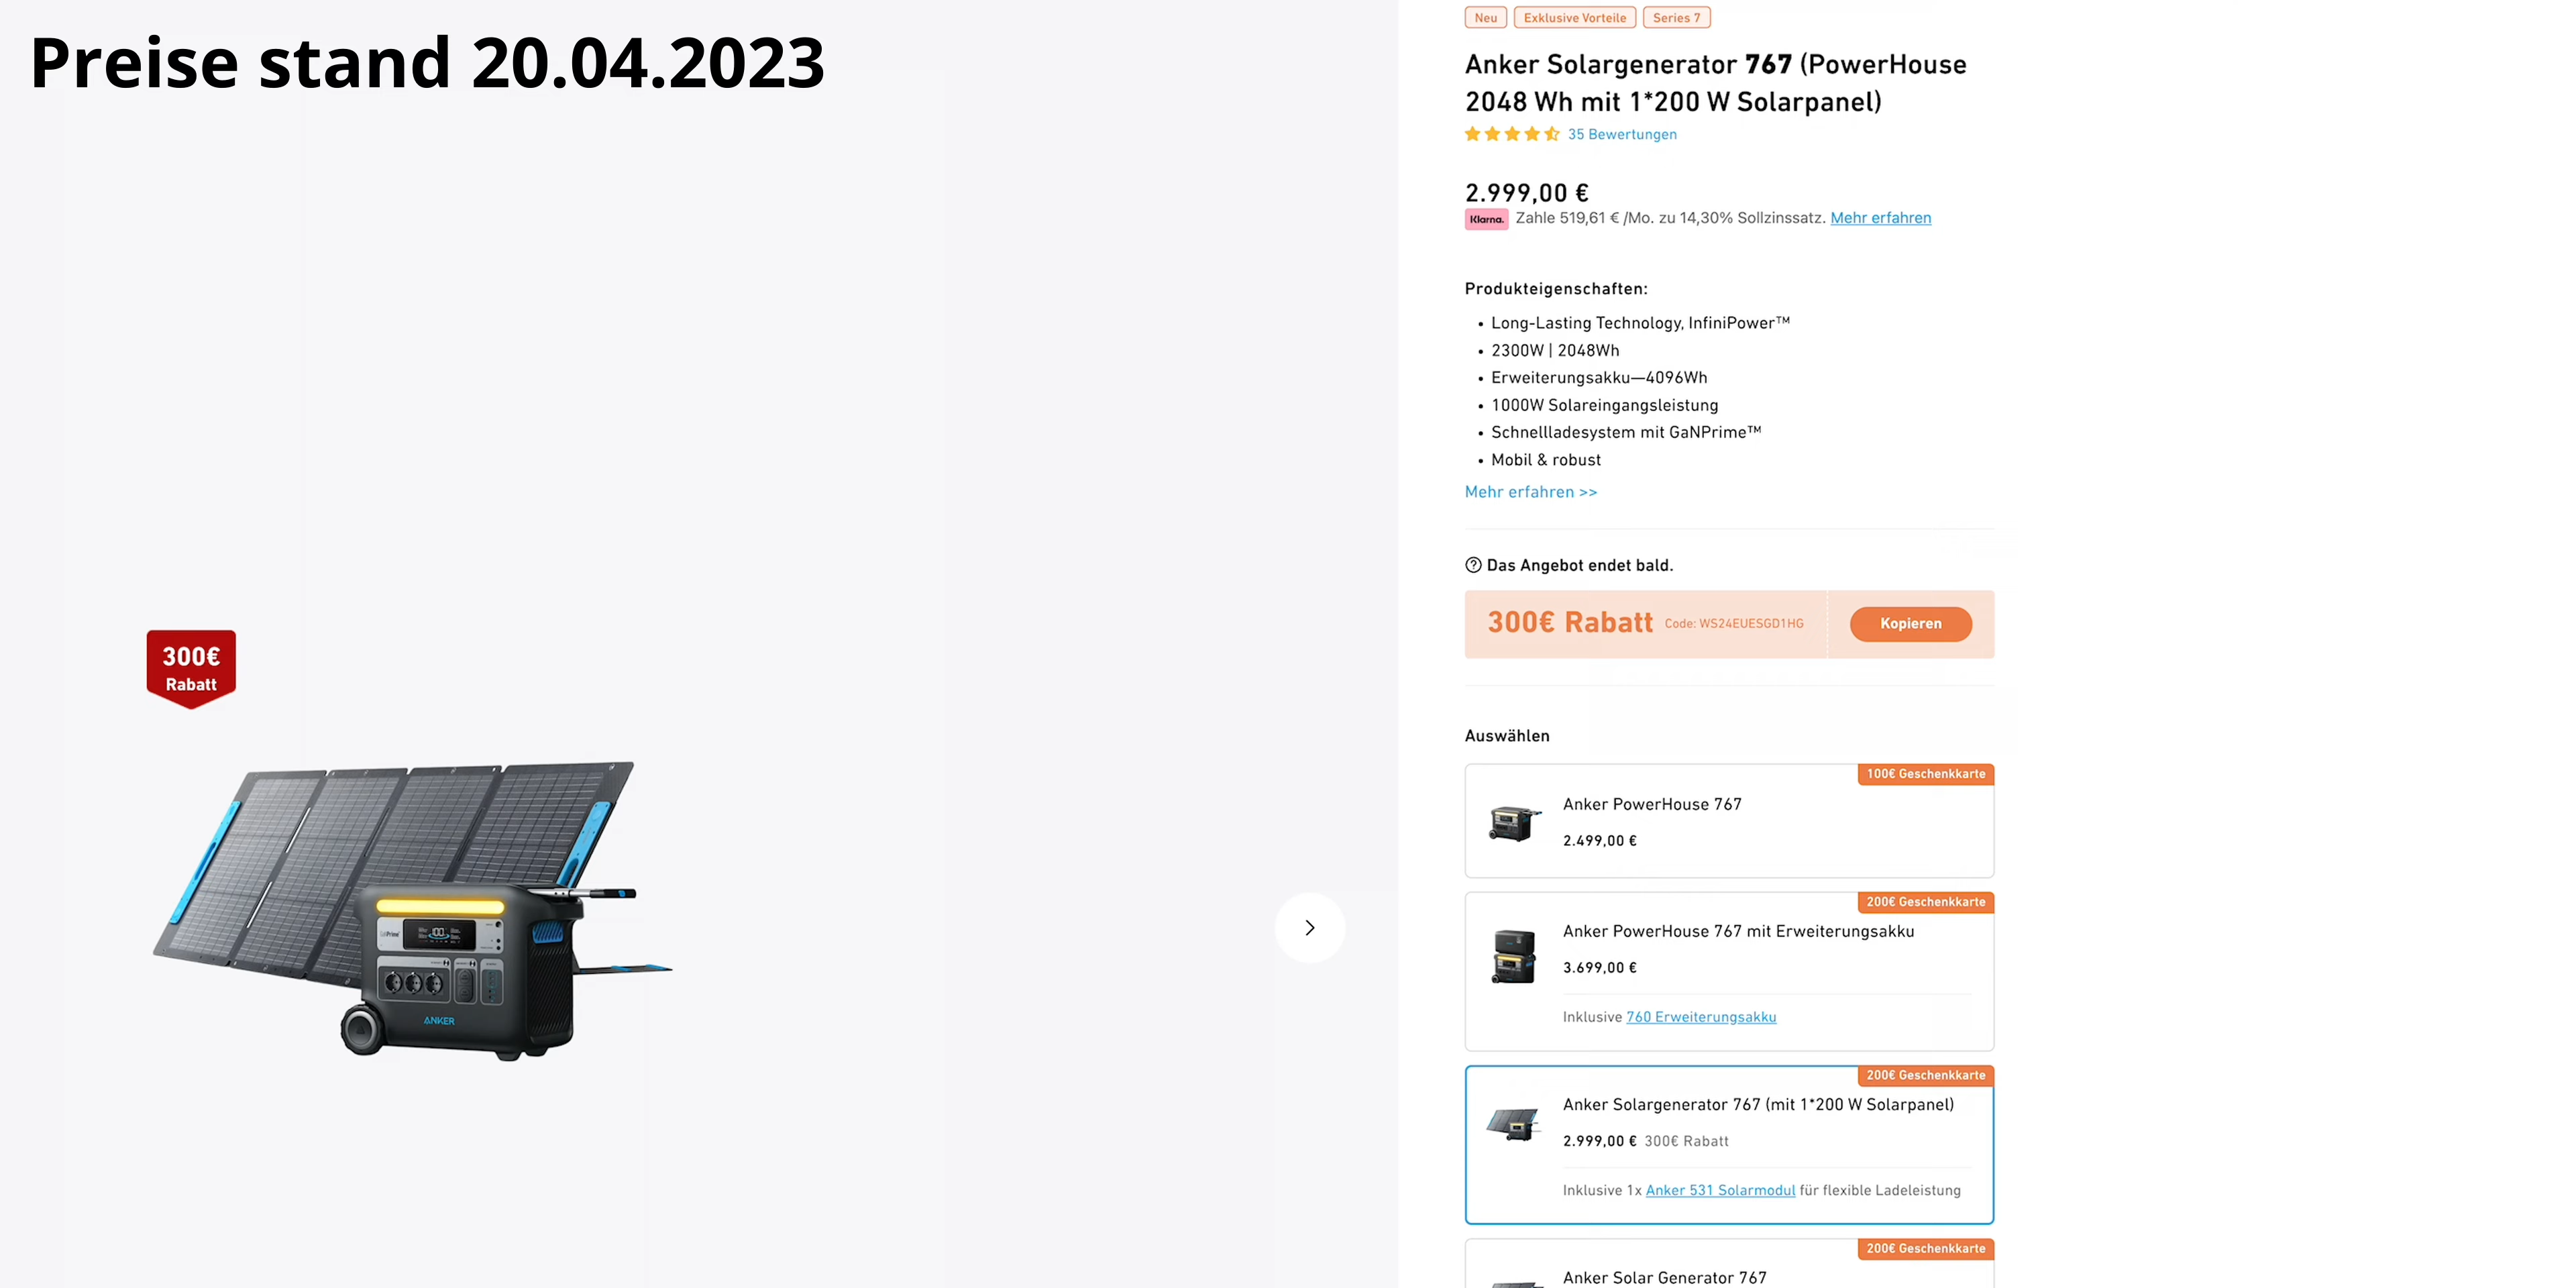 Preise stand 20.04.2023
300€
Rabatt
ANKER
Neu
Exklusive Vorteile
Series 7
Anker Solargenerator 767 (PowerHouse
2048 Wh mit 1*200 W Solarpanel)
35 Bewertungen
2.999,00 €
Klarna. Zahle 519,61 € /Mo. zu 14,30% Sollzinssatz. Mehr erfahren
Produkteigenschaften:
• Long-Lasting Technology, InfiniPower™
• 2300W | 2048Wh
• Erweiterungsakku—4096Wh
• 1000W Solareingangsleistung
• Schnellladesystem mit GaNPrime™
• Mobil & robust
Mehr erfahren >>
Das Angebot endet bald.
300€ Rabatt Code: WS24EUESGD1HG
Kopieren
Auswählen
100€ Geschenkkarte
Anker PowerHouse 767
2.499,00 €
200€ Geschenkkarte
Anker PowerHouse 767 mit Erweiterungsakku
3.699,00 €
Inklusive 760 Erweiterungsakku
200€ Geschenkkarte
Anker Solargenerator 767 (mit 1*200 W Solarpanel)
2.999,00 € 300€ Rabatt
Inklusive 1x Anker 531 Solarmodul für flexible Ladeleistung
200€ Geschenkkarte
Anker Solar Generator 767